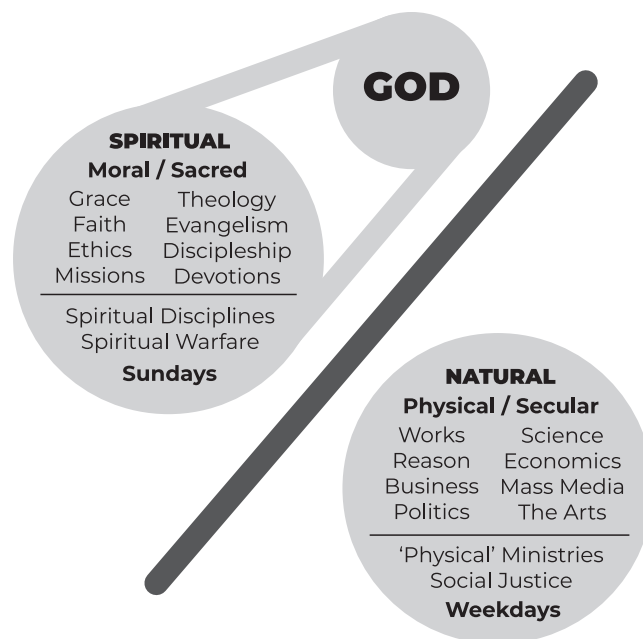 GOD
SPIRITUAL
Moral / Sacred
Grace Theology
Faith Evangelism
Ethics Discipleship
Missions Devotions
Spiritual Disciplines
Spiritual Warfare
Sundays
NATURAL
Physical / Secular
Works Science
Reason Economics
Business Mass Media
Politics The Arts
‘Physical’ Ministries
Social Justice
Weekdays